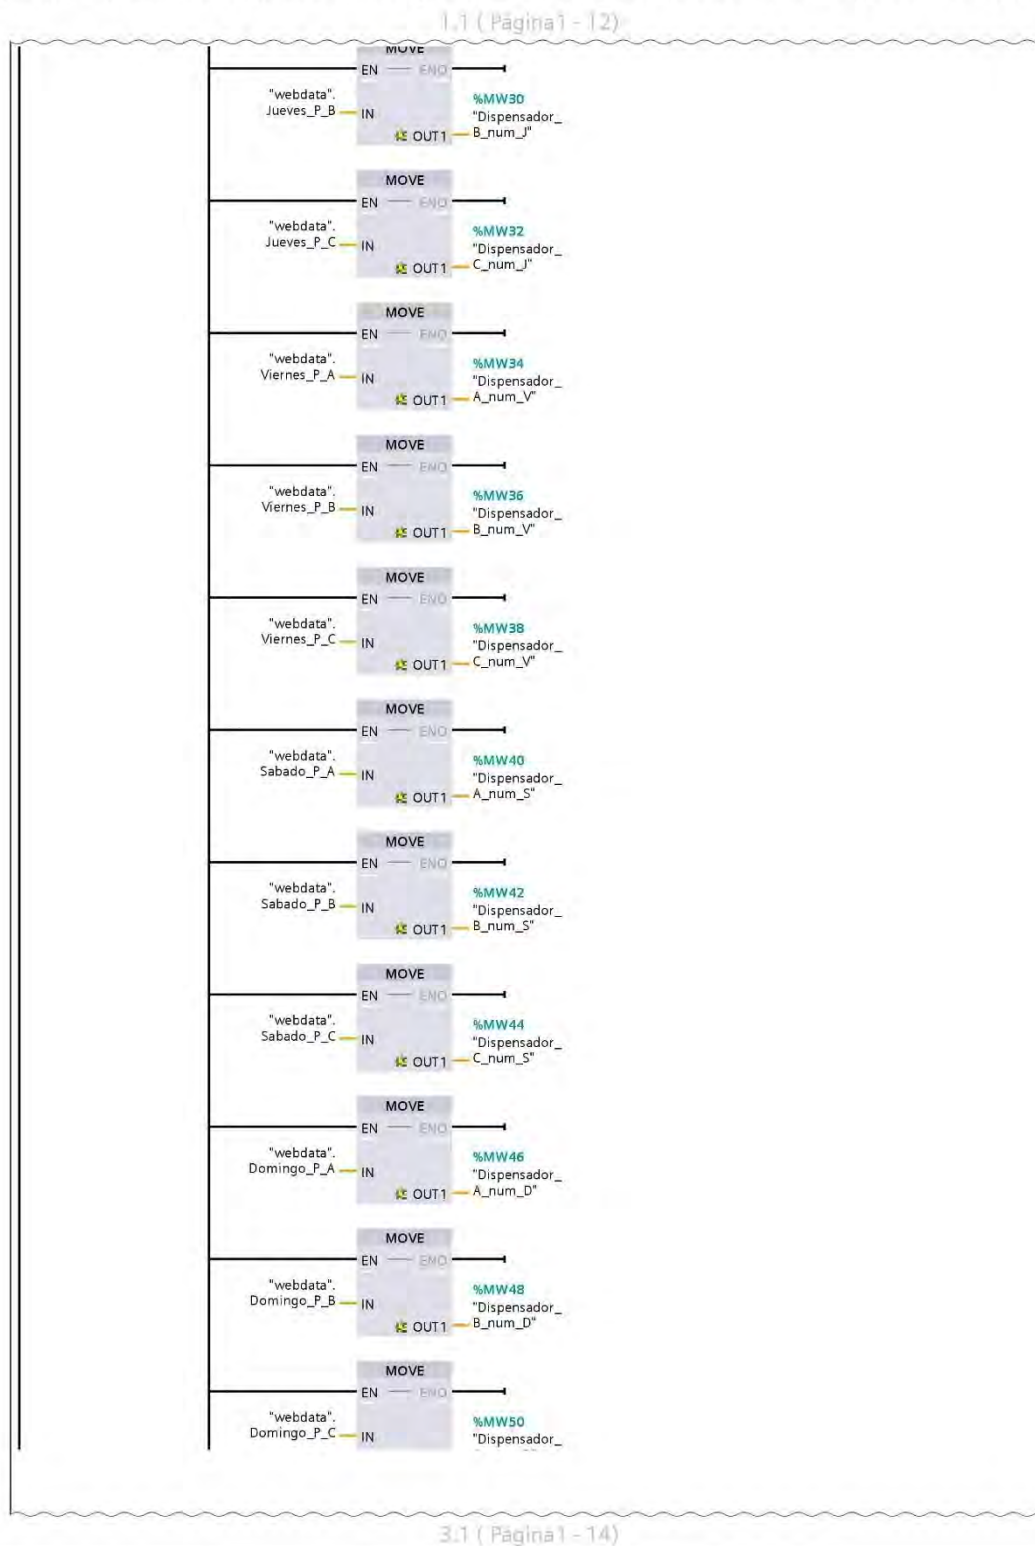 1.1 ( Página1 - 12)
MOVE
EN ENO
"webdata".
Jueves_P_B IN
%MW30
"Dispensador_
OUT1 B_num_J"
MOVE
EN ENO
"webdata".
Jueves_P_C IN
%MW32
"Dispensador_
OUT1 C_num_J"
MOVE
EN ENO
"webdata".
Viernes_P_A IN
%MW34
"Dispensador_
OUT1 A_num_V"
MOVE
EN ENO
"webdata".
Viernes_P_B IN
%MW36
"Dispensador_
OUT1 B_num_V"
MOVE
EN ENO
"webdata".
Viernes_P_C IN
%MW38
"Dispensador_
OUT1 C_num_V"
MOVE
EN ENO
"webdata".
Sabado_P_A IN
%MW40
"Dispensador_
OUT1 A_num_S"
MOVE
EN ENO
"webdata".
Sabado_P_B IN
%MW42
"Dispensador_
OUT1 B_num_S"
MOVE
EN ENO
"webdata".
Sabado_P_C IN
%MW44
"Dispensador_
OUT1 C_num_S"
MOVE
EN ENO
"webdata".
Domingo_P_A IN
%MW46
"Dispensador_
OUT1 A_num_D"
MOVE
EN ENO
"webdata".
Domingo_P_B IN
%MW48
"Dispensador_
OUT1 B_num_D"
MOVE
EN ENO
"webdata".
Domingo_P_C IN
%MW50
"Dispensador_
3.1 ( Página1 - 14)